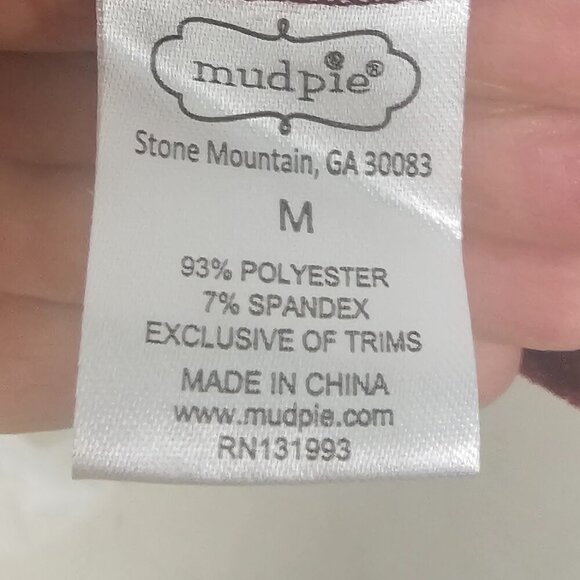 mudpie®
Stone Mountain, GA 30083
M
93% POLYESTER
7% SPANDEX
EXCLUSIVE OF TRIMS
MADE IN CHINA
www.mudpie.com
RN131993